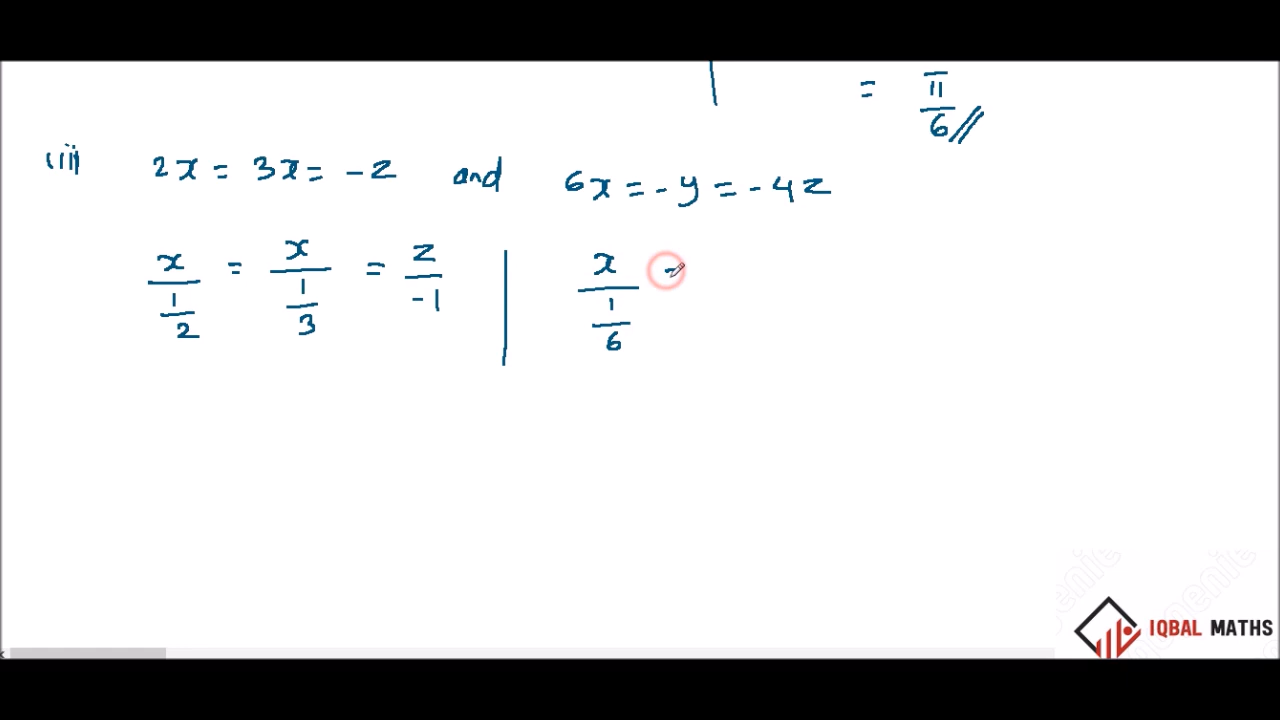 = π/6 //
(iii) 2x = 3x = -z and 6x = -y = -4z
x/(1/2) = x/(1/3) = z/-1 | x/(1/6) =
IQBAL MATHS